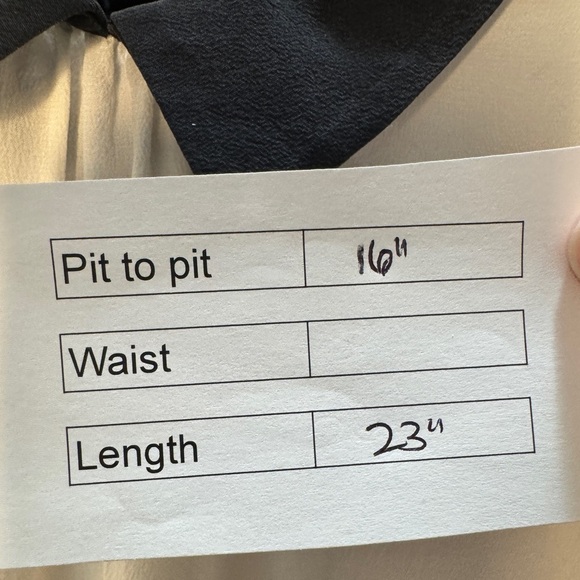 Pit to pit 16"
Waist
Length 23"